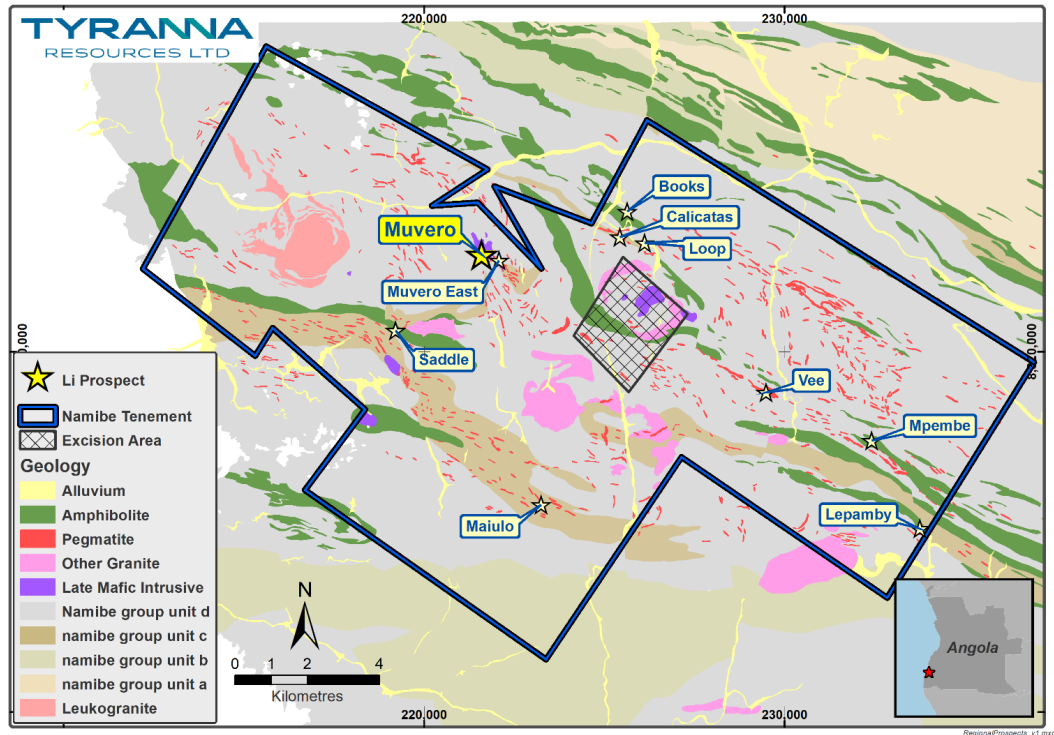 TYRANNA
RESOURCES LTD
220,000
230,000
Books
Calicatas
Muvero
Loop
Muvero East
Saddle
Vee
Mpembe
Maiulo
Lepamby
Li Prospect
Namibe Tenement
Excision Area
Geology
Alluvium
Amphibolite
Pegmatite
Other Granite
Late Mafic Intrusive
Namibe group unit d
namibe group unit c
namibe group unit b
namibe group unit a
Leukogranite
N
0 1 2 4
Kilometres
Angola
220,000
230,000
RegionalProspects_v1.mxd